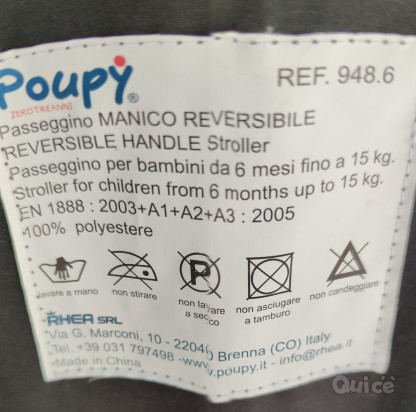 Poupy®
ZEROTREANNI
REF. 948.6
Passeggino MANICO REVERSIBILE
REVERSIBLE HANDLE Stroller
Passeggino per bambini da 6 mesi fino a 15 kg.
Stroller for children from 6 months up to 15 kg.
EN 1888 : 2003+A1+A2+A3 : 2005
100% polyestere
P
lavare a mano
non stirare
non lavare a secco
non asciugare a tamburo
non candeggiare
RHEA SRL
Via G. Marconi, 10 - 22040 Brenna (CO) Italy
Tel. +39 031 797498 -www.poupy.it - info@rhea.it
Made in China
Quice